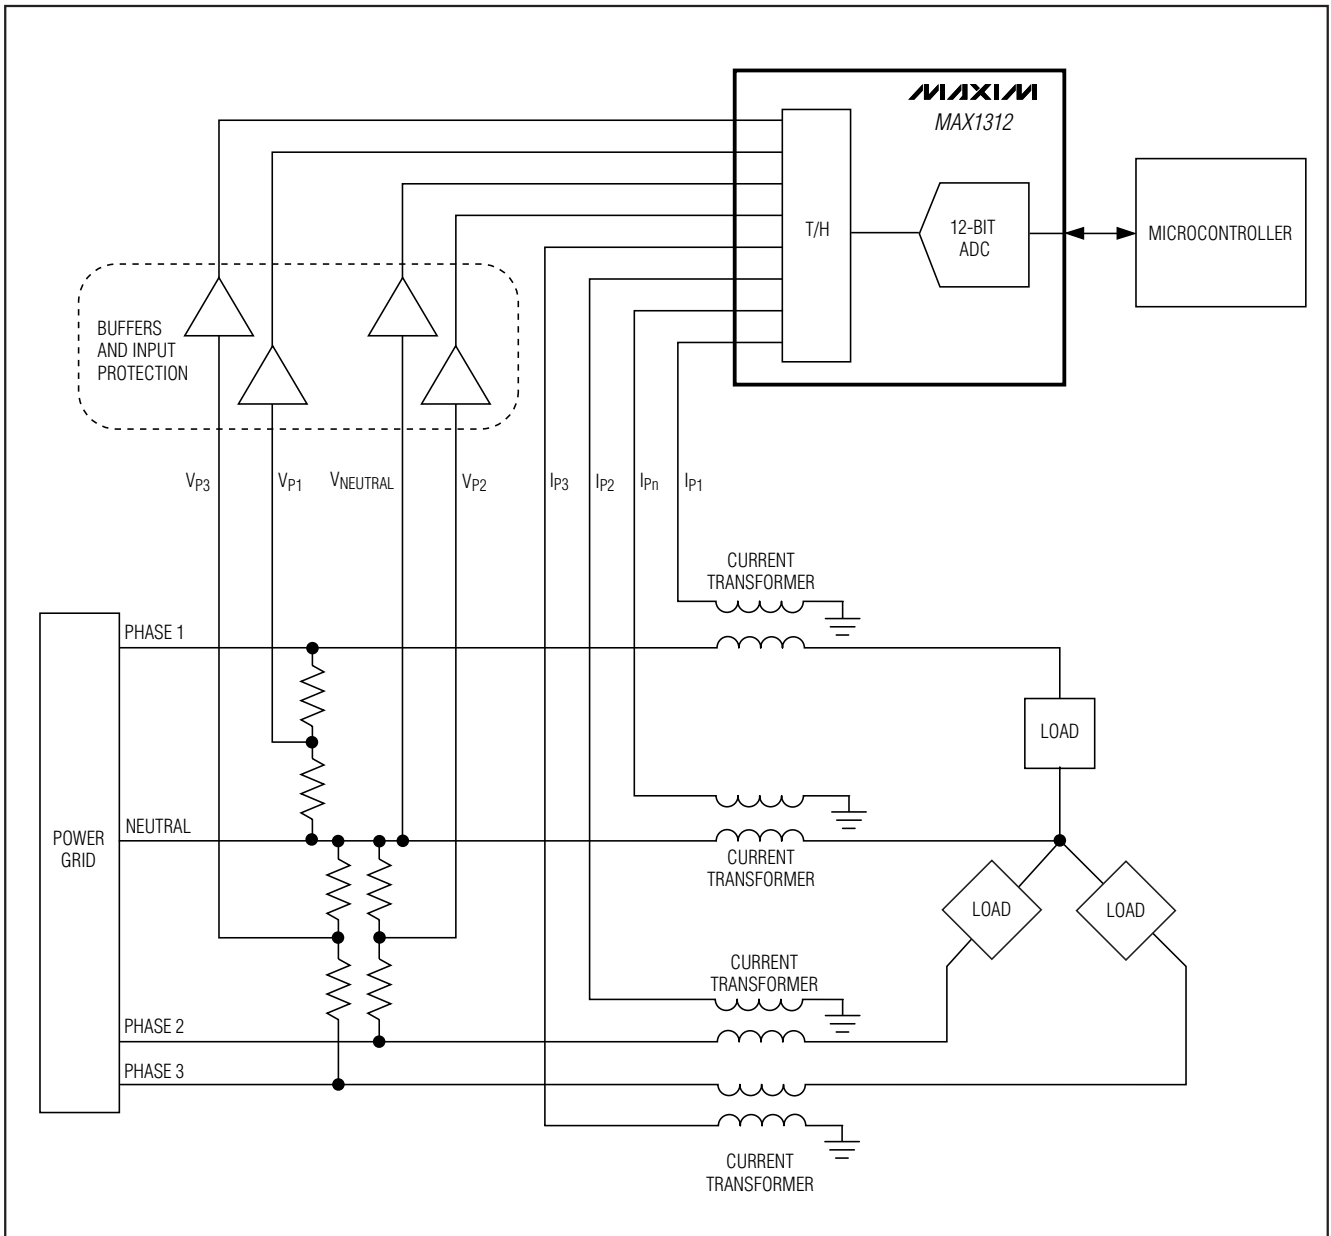 MAXIM
MAX1312
T/H
12-BIT
ADC
MICROCONTROLLER
BUFFERS
AND INPUT
PROTECTION
VP3
VP1
VNEUTRAL
VP2
IP3
IP2
IPn
IP1
CURRENT
TRANSFORMER
PHASE 1
LOAD
POWER
GRID
NEUTRAL
CURRENT
TRANSFORMER
LOAD
LOAD
CURRENT
TRANSFORMER
PHASE 2
PHASE 3
CURRENT
TRANSFORMER